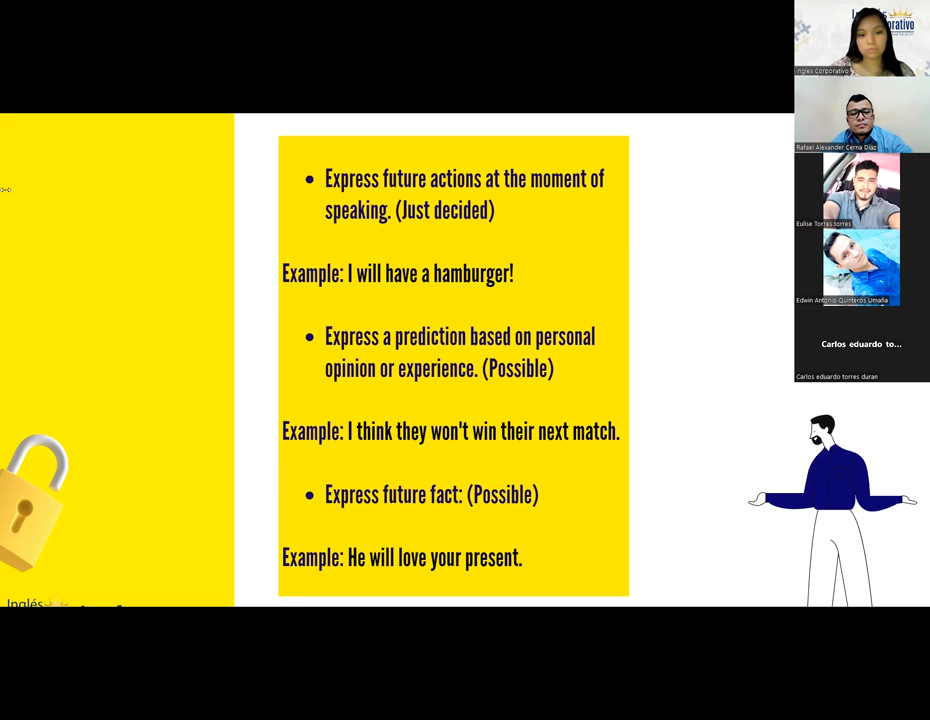 Express future actions at the moment of
speaking. (Just decided)
Example: I will have a hamburger!
Express a prediction based on personal
opinion or experience. (Possible)
Example: I think they won't win their next match.
Express future fact: (Possible)
Example: He will love your present.
Inglés
Ingles Corporativo
Rafael Alexander Cerna Díaz
Eulise Torres torres
Edwin Antonio Quinteros Umaña
Carlos eduardo to...
Carlos eduardo torres duran